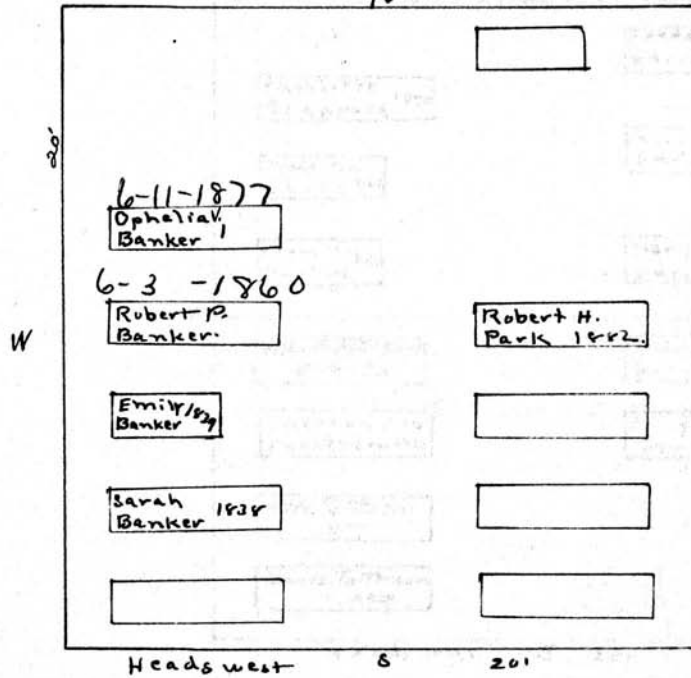 20'
6-11-1877
Ophelia V.
Banker
6-3 -1860
Robert P.
Banker.
Robert H.
Park 1882.
W
Emily 1839
Banker
Sarah 1838
Banker
Heads west S 20'